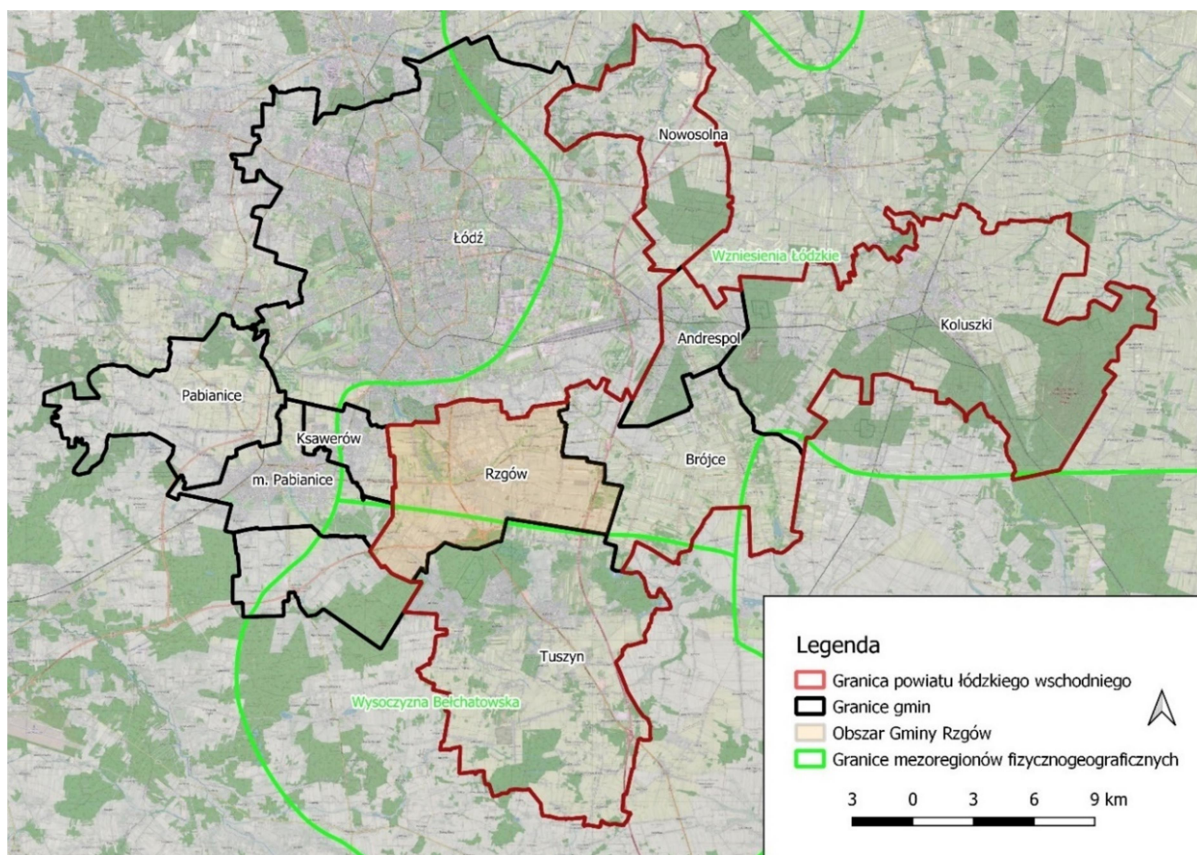 Nowosolna
Łódź
Wzniesienia Łódzkie
Koluszki
Andrespol
Pabianice
Ksawerów
Brójce
Rzgów
m. Pabianice
Tuszyn
Wysoczyzna Bełchatowska
Legenda
Granica powiatu łódzkiego wschodniego
Granice gmin
Obszar Gminy Rzgów
Granice mezoregionów fizycznogeograficznych
3 0 3 6 9 km